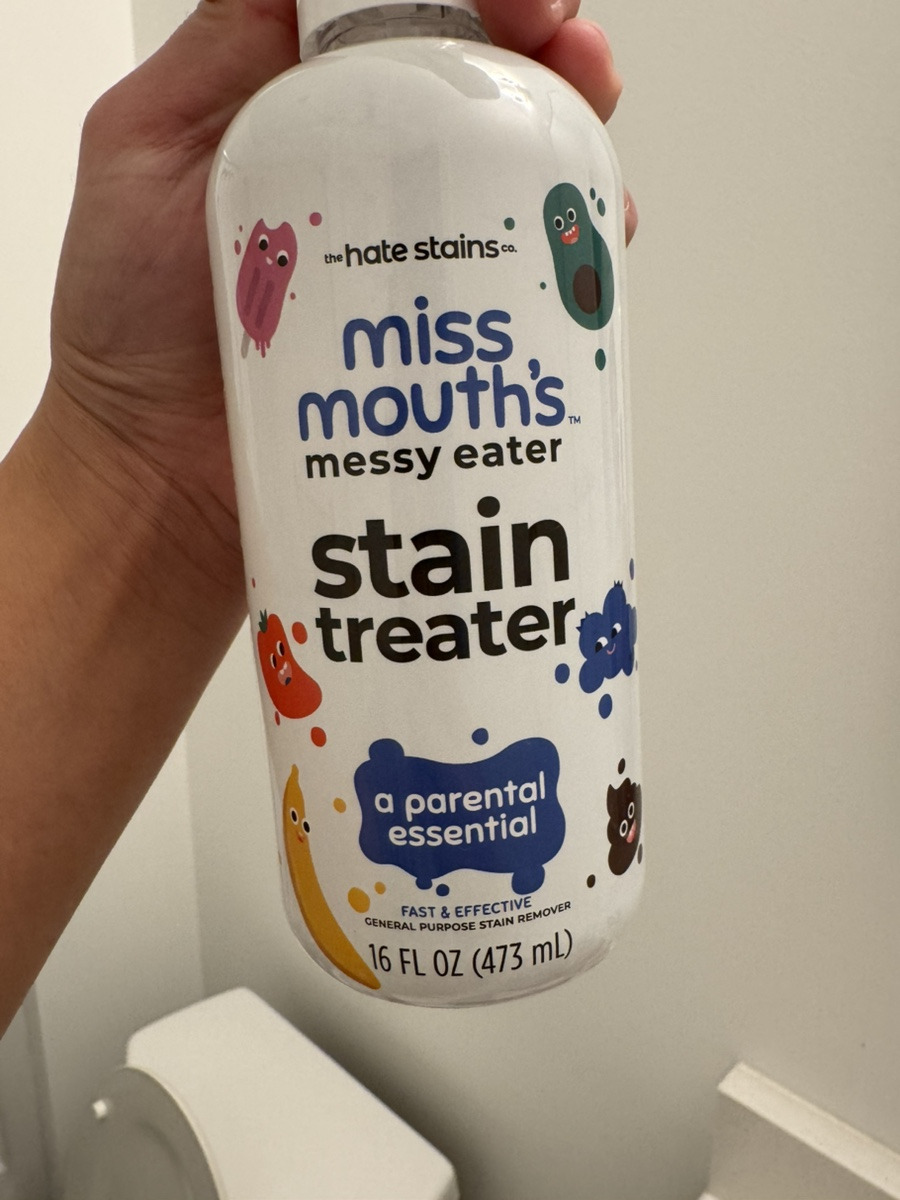 the hate stains co.
miss
mouth's™
messy eater
stain
treater
a parental
essential
FAST & EFFECTIVE
GENERAL PURPOSE STAIN REMOVER
16 FL OZ (473 mL)